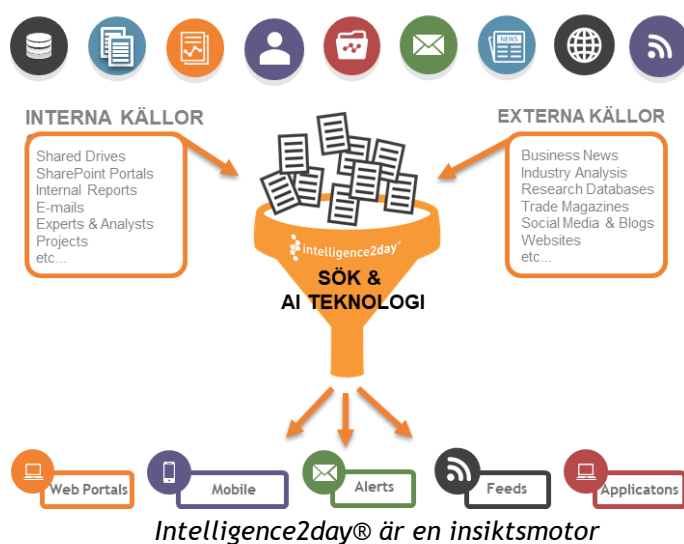 NEWS
INTERNA KÄLLOR
Shared Drives
SharePoint Portals
Internal Reports
E-mails
Experts & Analysts
Projects
etc...
EXTERNA KÄLLOR
Business News
Industry Analysis
Research Databases
Trade Magazines
Social Media & Blogs
Websites
etc...
intelligence2day®
SÖK &
AI TEKNOLOGI
Web Portals
Mobile
Alerts
Feeds
Applicatons
Intelligence2day® är en insiktsmotor